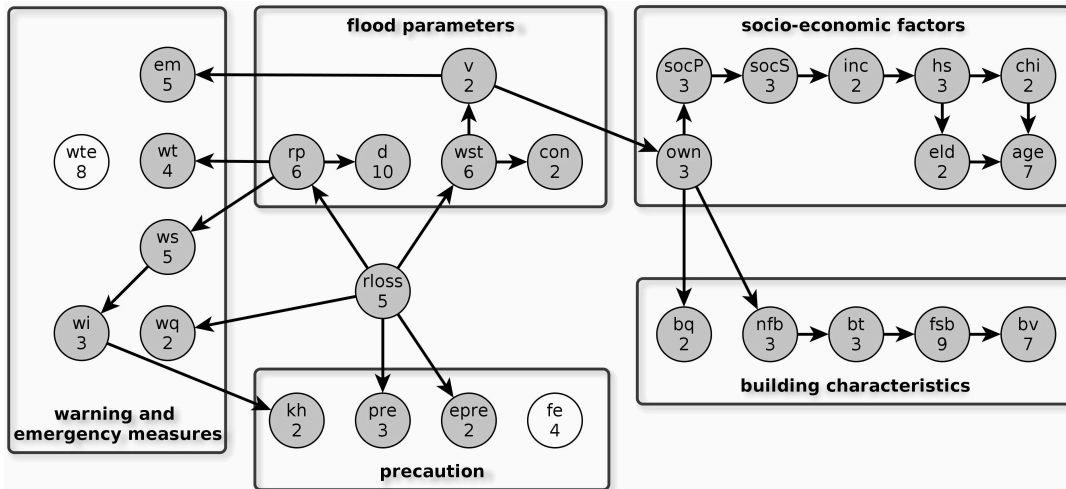 flood parameters
socio-economic factors
em
5
v
2
socP
3
socS
3
inc
2
hs
3
chi
2
wte
8
wt
4
rp
6
d
10
wst
6
con
2
own
3
eld
2
age
7
ws
5
rloss
5
wi
3
wq
2
bq
2
nfb
3
bt
3
fsb
9
bv
7
building characteristics
warning and
emergency measures
kh
2
pre
3
epre
2
fe
4
precaution